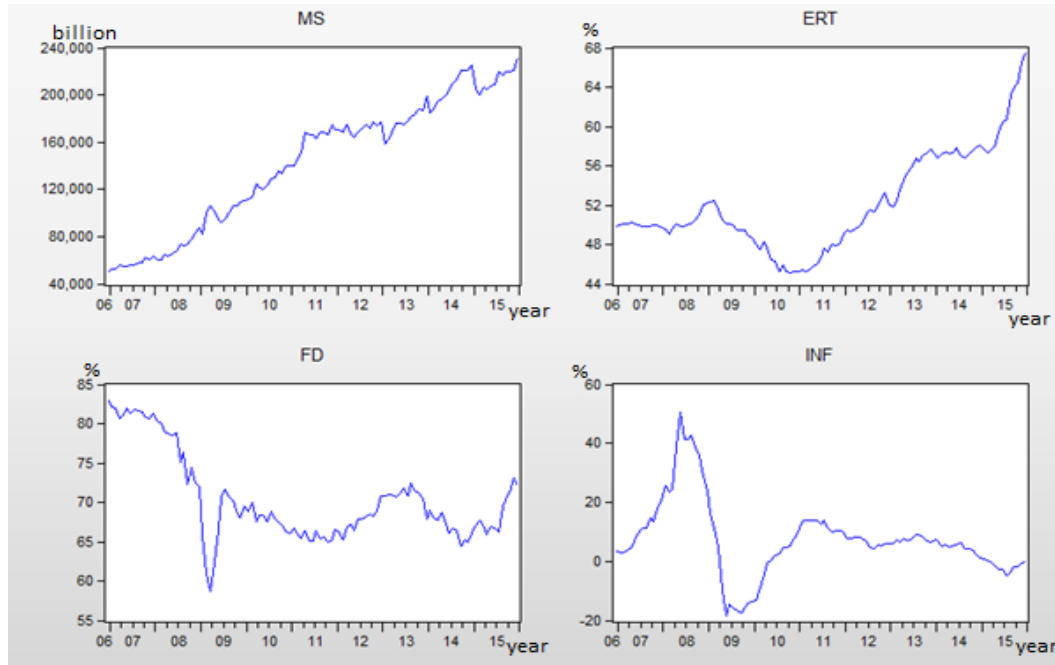 MS
billion
240,000
200,000
160,000
120,000
80,000
40,000
06 07 08 09 10 11 12 13 14 15
year
ERT
%
68
64
60
56
52
48
44
06 07 08 09 10 11 12 13 14 15
year
FD
%
85
80
75
70
65
60
55
06 07 08 09 10 11 12 13 14 15
year
INF
%
60
40
20
0
-20
06 07 08 09 10 11 12 13 14 15
year